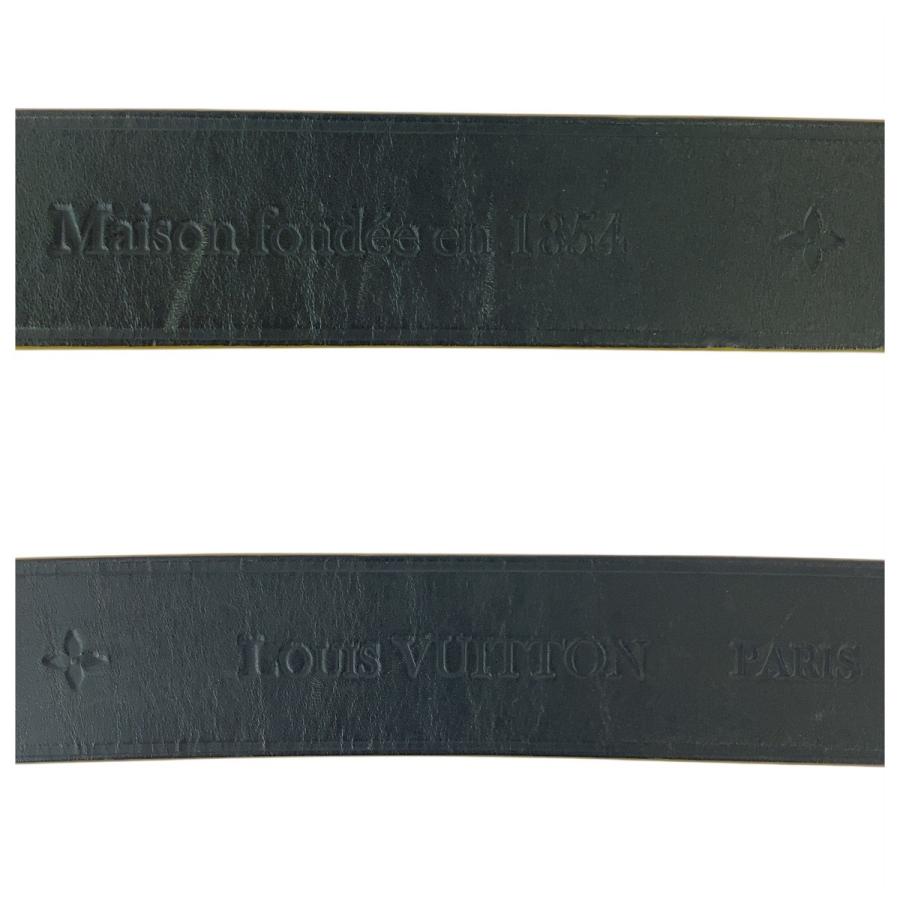 Maison fondée en 1854
LOUIS VUITTON PARIS